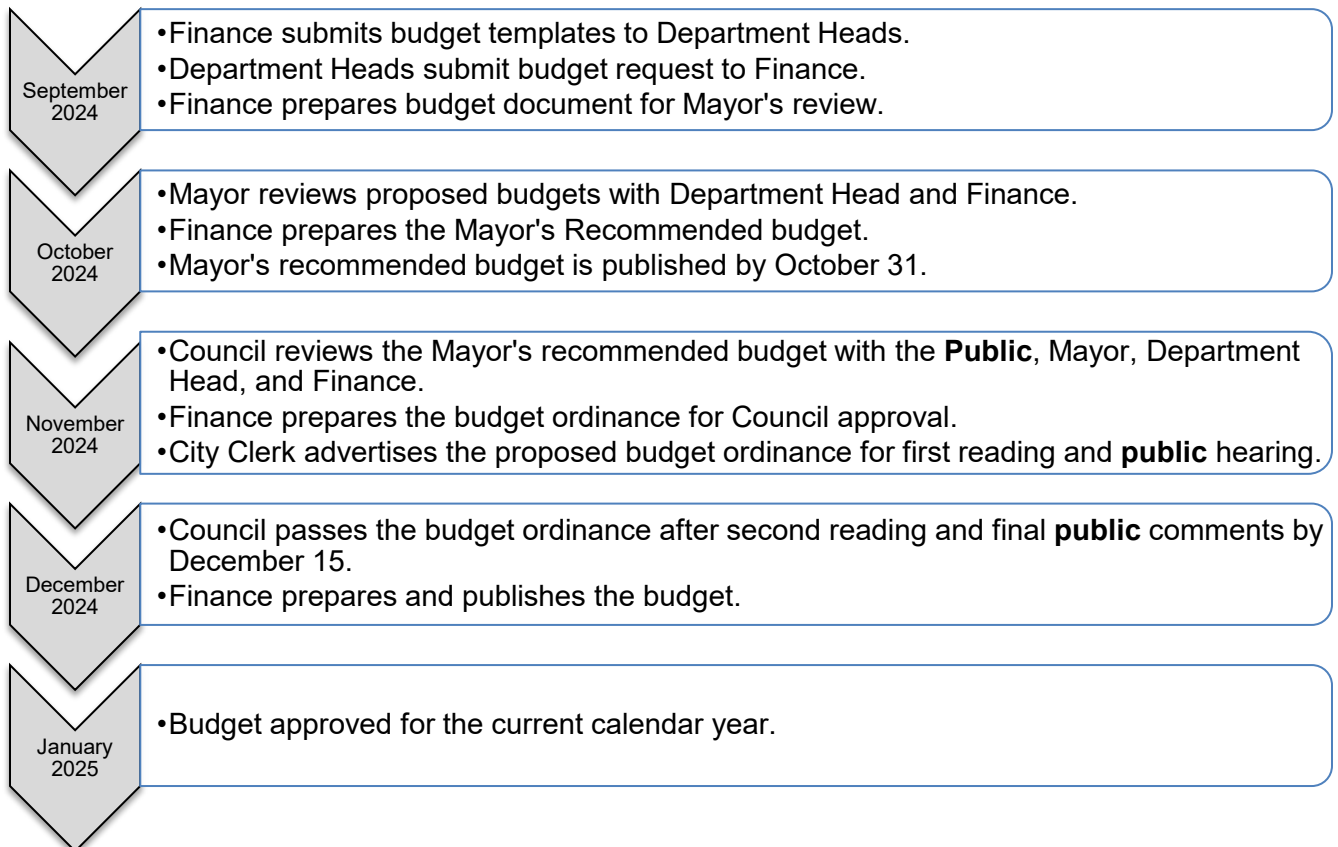 September
2024
•Finance submits budget templates to Department Heads.
•Department Heads submit budget request to Finance.
•Finance prepares budget document for Mayor's review.
October
2024
•Mayor reviews proposed budgets with Department Head and Finance.
•Finance prepares the Mayor's Recommended budget.
•Mayor's recommended budget is published by October 31.
November
2024
•Council reviews the Mayor's recommended budget with the Public, Mayor, Department
Head, and Finance.
•Finance prepares the budget ordinance for Council approval.
•City Clerk advertises the proposed budget ordinance for first reading and public hearing.
December
2024
•Council passes the budget ordinance after second reading and final public comments by
December 15.
•Finance prepares and publishes the budget.
January
2025
•Budget approved for the current calendar year.